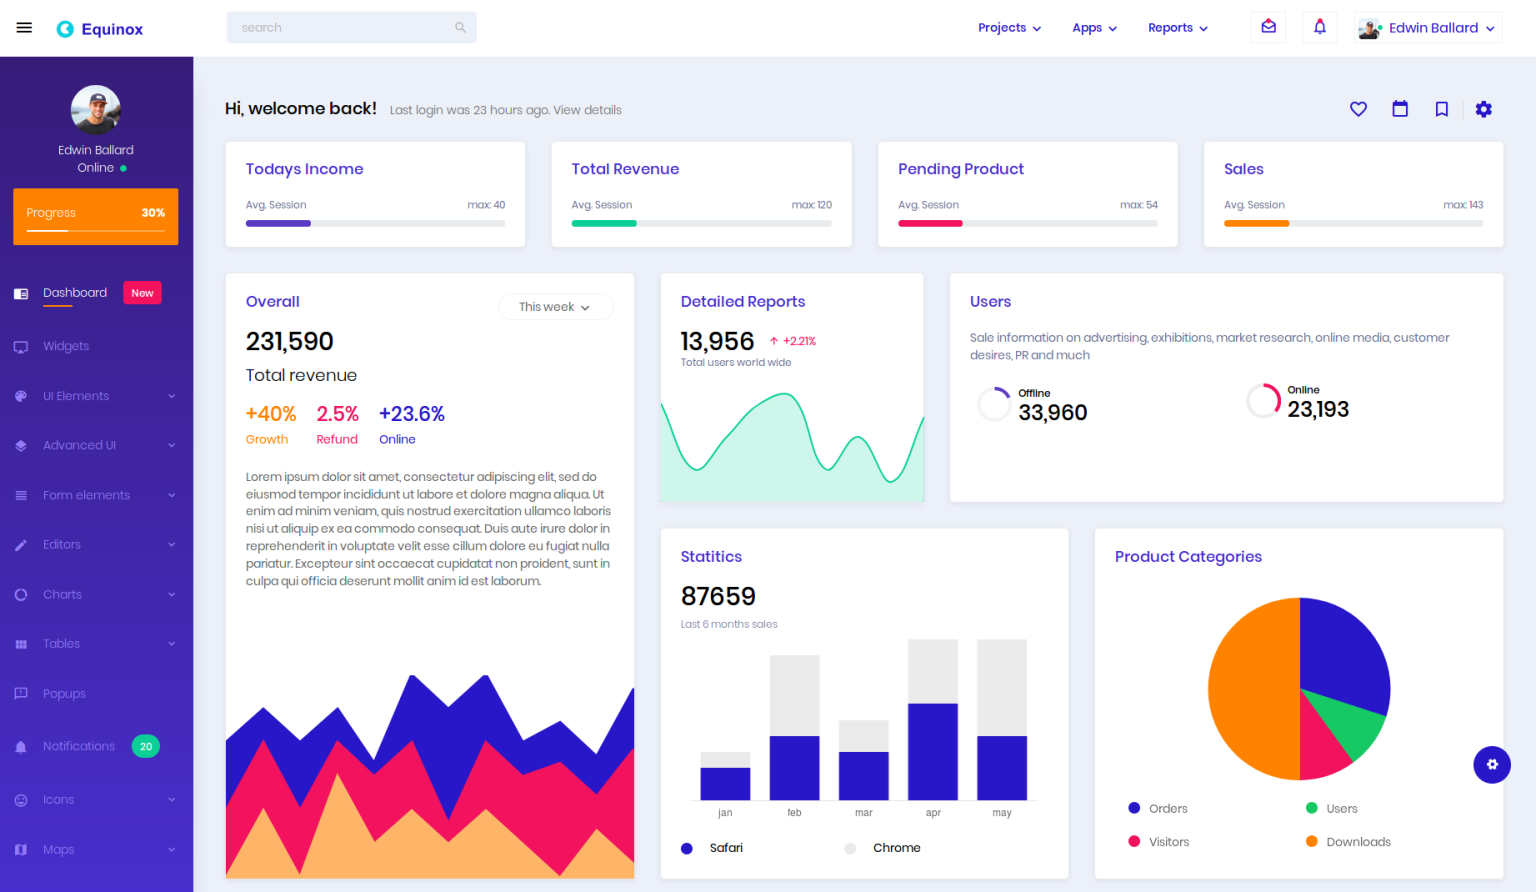 Equinox
search
Projects
Apps
Reports
Edwin Ballard
Edwin Ballard
Online
Progress 30%
Dashboard New
Widgets
UI Elements
Advanced UI
Form elements
Editors
Charts
Tables
Popups
Notifications 20
Icons
Maps
Hi, welcome back! Last login was 23 hours ago. View details
Todays Income
Avg. Session max: 40
Total Revenue
Avg. Session max: 120
Pending Product
Avg. Session max: 54
Sales
Avg. Session max: 143
Overall
This week
231,590
Total revenue
+40% 2.5% +23.6%
Growth Refund Online
Lorem ipsum dolor sit amet, consectetur adipiscing elit, sed do
eiusmod tempor incididunt ut labore et dolore magna aliqua. Ut
enim ad minim veniam, quis nostrud exercitation ullamco laboris
nisi ut aliquip ex ea commodo consequat. Duis aute irure dolor in
reprehenderit in voluptate velit esse cillum dolore eu fugiat nulla
pariatur. Excepteur sint occaecat cupidatat non proident, sunt in
culpa qui officia deserunt mollit anim id est laborum.
Detailed Reports
13,956 +2.21%
Total users world wide
Users
Sale information on advertising, exhibitions, market research, online media, customer
desires, PR and much
Offline
33,960
Online
23,193
Statitics
87659
Last 6 months sales
jan feb mar apr may
Safari Chrome
Product Categories
Orders Users
Visitors Downloads